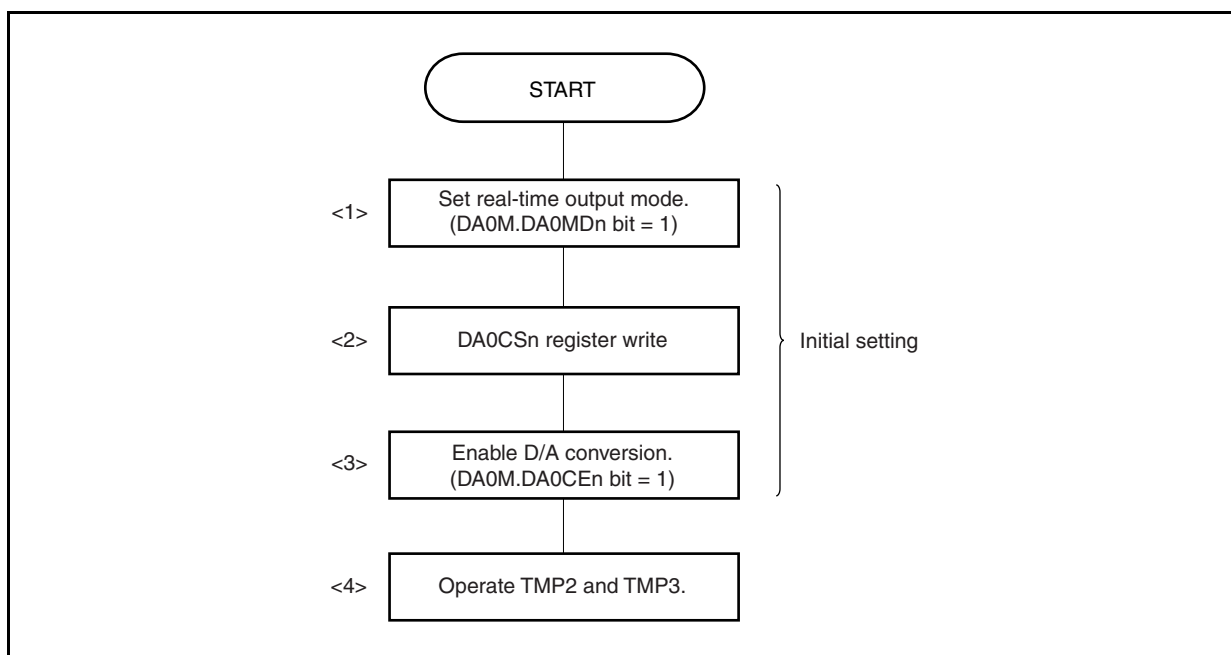 START
<1>
Set real-time output mode.
(DA0M.DA0MDn bit = 1)
<2>
DA0CSn register write
Initial setting
<3>
Enable D/A conversion.
(DA0M.DA0CEn bit = 1)
<4>
Operate TMP2 and TMP3.